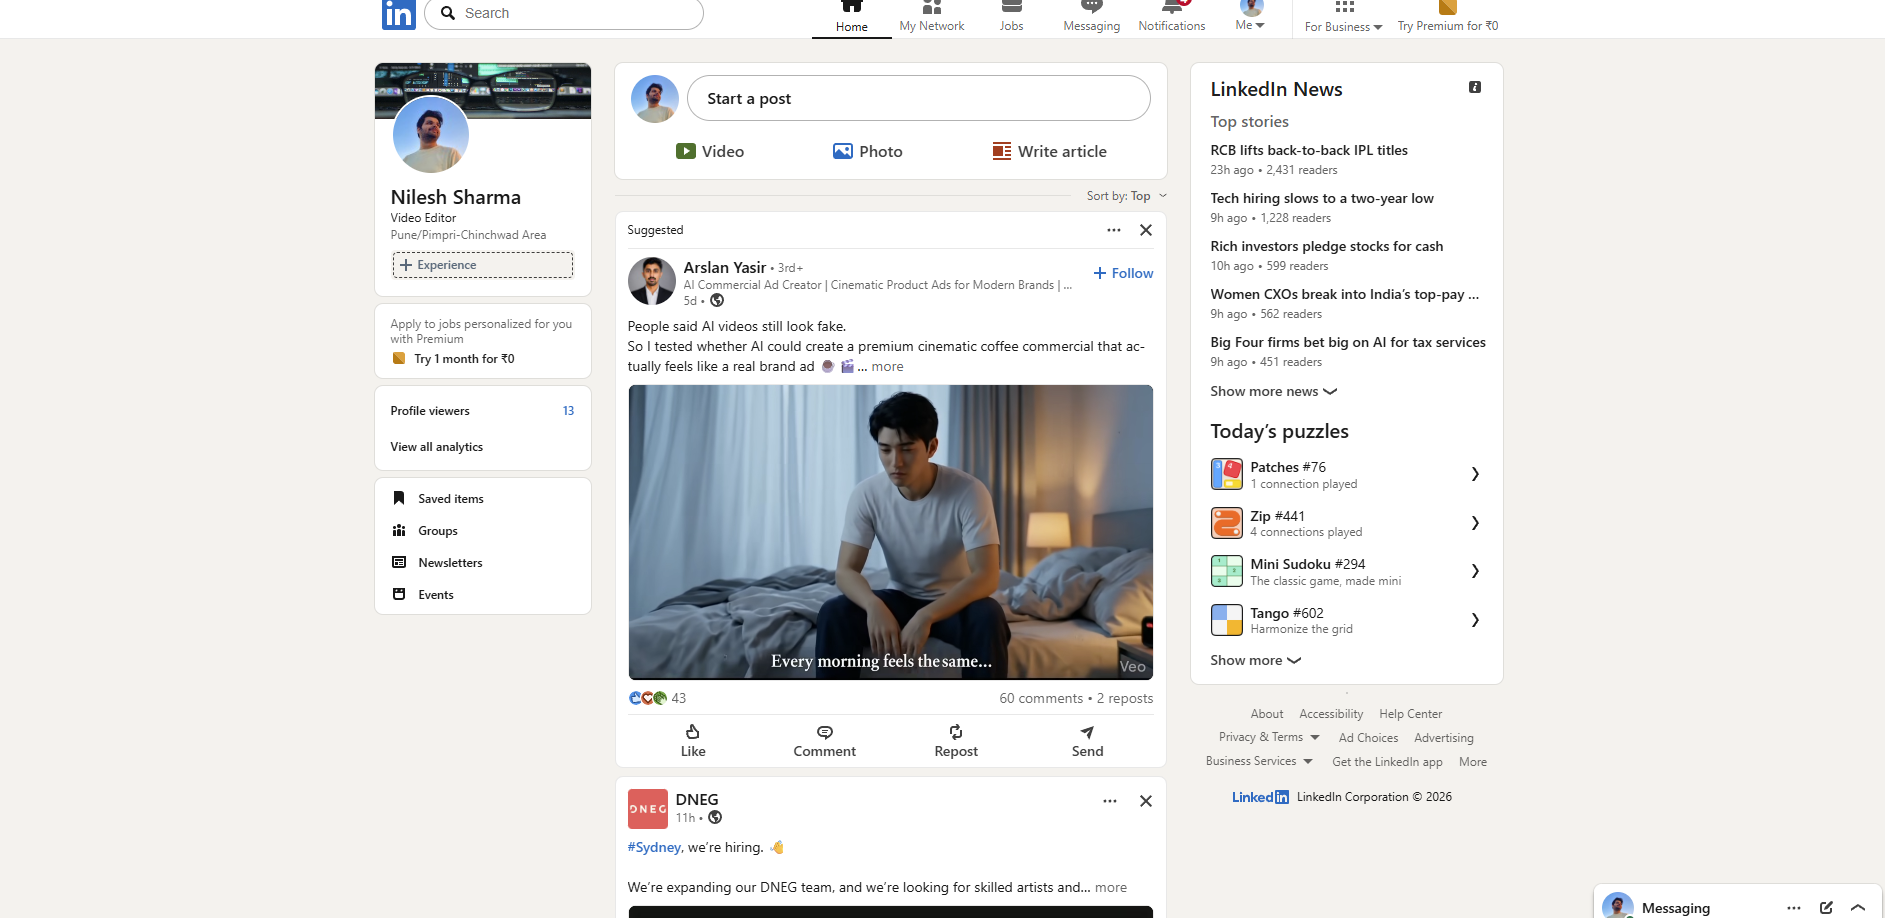 in
Search
Home
My Network
Jobs
Messaging
Notifications
Me
For Business
Try Premium for ₹0
Nilesh Sharma
Video Editor
Pune/Pimpri-Chinchwad Area
+ Experience
Apply to jobs personalized for you
with Premium
Try 1 month for ₹0
Profile viewers 13
View all analytics
Saved items
Groups
Newsletters
Events
Start a post
Video
Photo
Write article
Sort by: Top
Suggested
Arslan Yasir • 3rd+
AI Commercial Ad Creator | Cinematic Product Ads for Modern Brands | ...
5d •
+ Follow
People said AI videos still look fake.
So I tested whether AI could create a premium cinematic coffee commercial that ac-
tually feels like a real brand ad ☕ 🎬 ... more
Every morning feels the same...
Veo
43
60 comments • 2 reposts
Like
Comment
Repost
Send
DNEG
DNEG
11h •
#Sydney, we're hiring. 👋
We're expanding our DNEG team, and we're looking for skilled artists and... more
LinkedIn News
Top stories
RCB lifts back-to-back IPL titles
23h ago • 2,431 readers
Tech hiring slows to a two-year low
9h ago • 1,228 readers
Rich investors pledge stocks for cash
10h ago • 599 readers
Women CXOs break into India's top-pay ...
9h ago • 562 readers
Big Four firms bet big on AI for tax services
9h ago • 451 readers
Show more news
Today's puzzles
Patches #76
1 connection played
Zip #441
4 connections played
Mini Sudoku #294
The classic game, made mini
Tango #602
Harmonize the grid
Show more
About
Accessibility
Help Center
Privacy & Terms
Ad Choices
Advertising
Business Services
Get the LinkedIn app
More
LinkedIn LinkedIn Corporation © 2026
Messaging